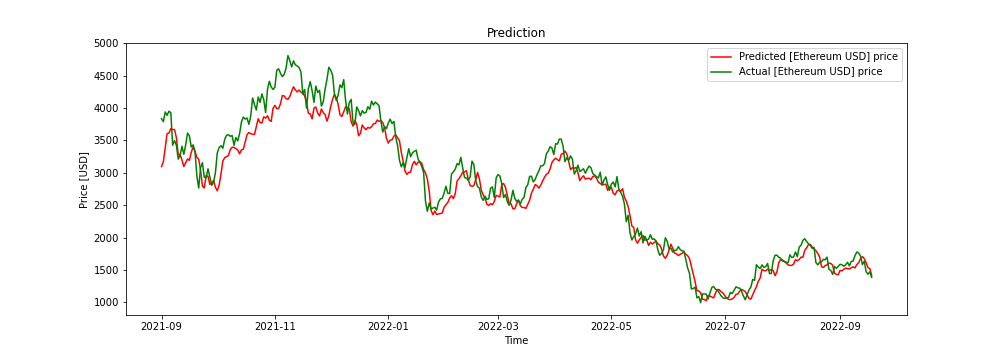 Prediction
Predicted [Ethereum USD] price
Actual [Ethereum USD] price
Price [USD]
5000
4500
4000
3500
3000
2500
2000
1500
1000
2021-09 2021-11 2022-01 2022-03 2022-05 2022-07 2022-09
Time